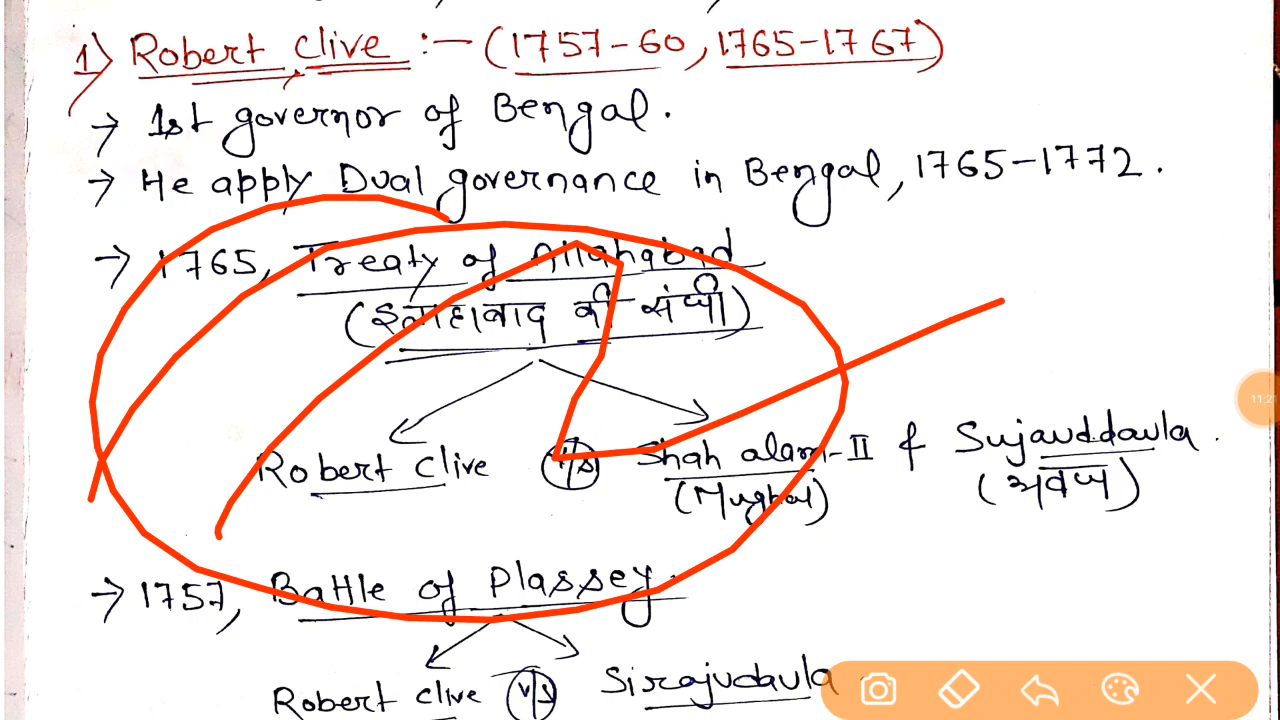 1) Robert Clive :- (1757-60, 1765-1767)
→ 1st governor of Bengal.
→ He apply Dual governance in Bengal, 1765-1772.
→ 1765, Treaty of Allahabad
(इलाहाबाद की संधी)
Robert Clive V/s Shah alam-II & Sujauddaula.
(Mughal) (अवध)
→ 1757, Battle of Plassey.
Robert Clive V/s Sirajudaula
11:21